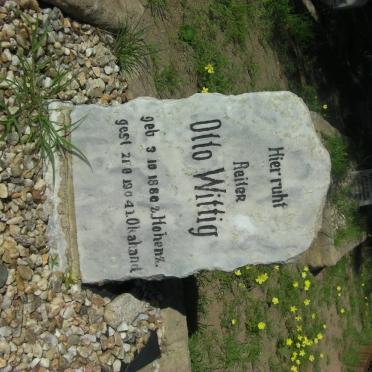 Hier ruht
Reiter
Otto Wittig
geb 3 10 1880 z. Hohenz.
gest 21 8 1904 z. Okahand.